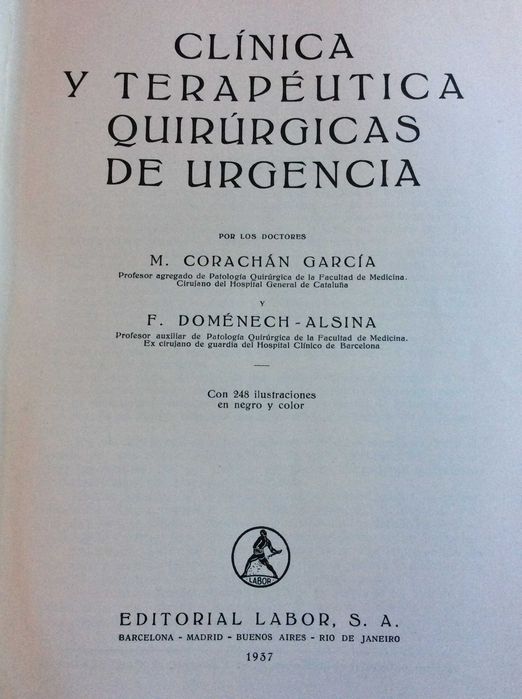 CLÍNICA
Y TERAPÉUTICA
QUIRÚRGICAS
DE URGENCIA
POR LOS DOCTORES
M. CORACHÁN GARCÍA
Profesor agregado de Patología Quirúrgica de la Facultad de Medicina.
Cirujano del Hospital General de Cataluña
Y
F. DOMÉNECH-ALSINA
Profesor auxiliar de Patología Quirúrgica de la Facultad de Medicina.
Ex cirujano de guardia del Hospital Clínico de Barcelona
Con 248 ilustraciones
en negro y color
LABOR
EDITORIAL LABOR, S. A.
BARCELONA - MADRID - BUENOS AIRES - RIO DE JANEIRO
1937